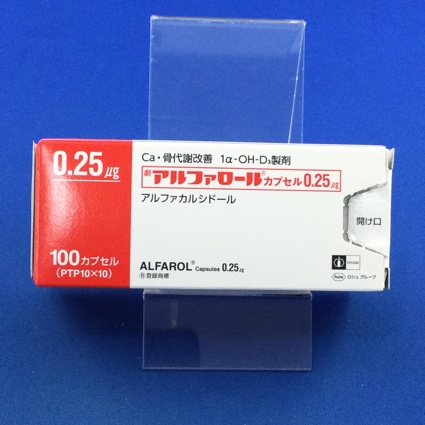 0.25μg
100カプセル
(PTP10×10)
Ca・骨代謝改善 1α-OH-D₃製剤
劇 アルファロール®カプセル0.25μg
アルファカルシドール
ALFAROL® Capsules 0.25μg
®登録商標
開け口
CHUGAI
Roche ロシュ グループ